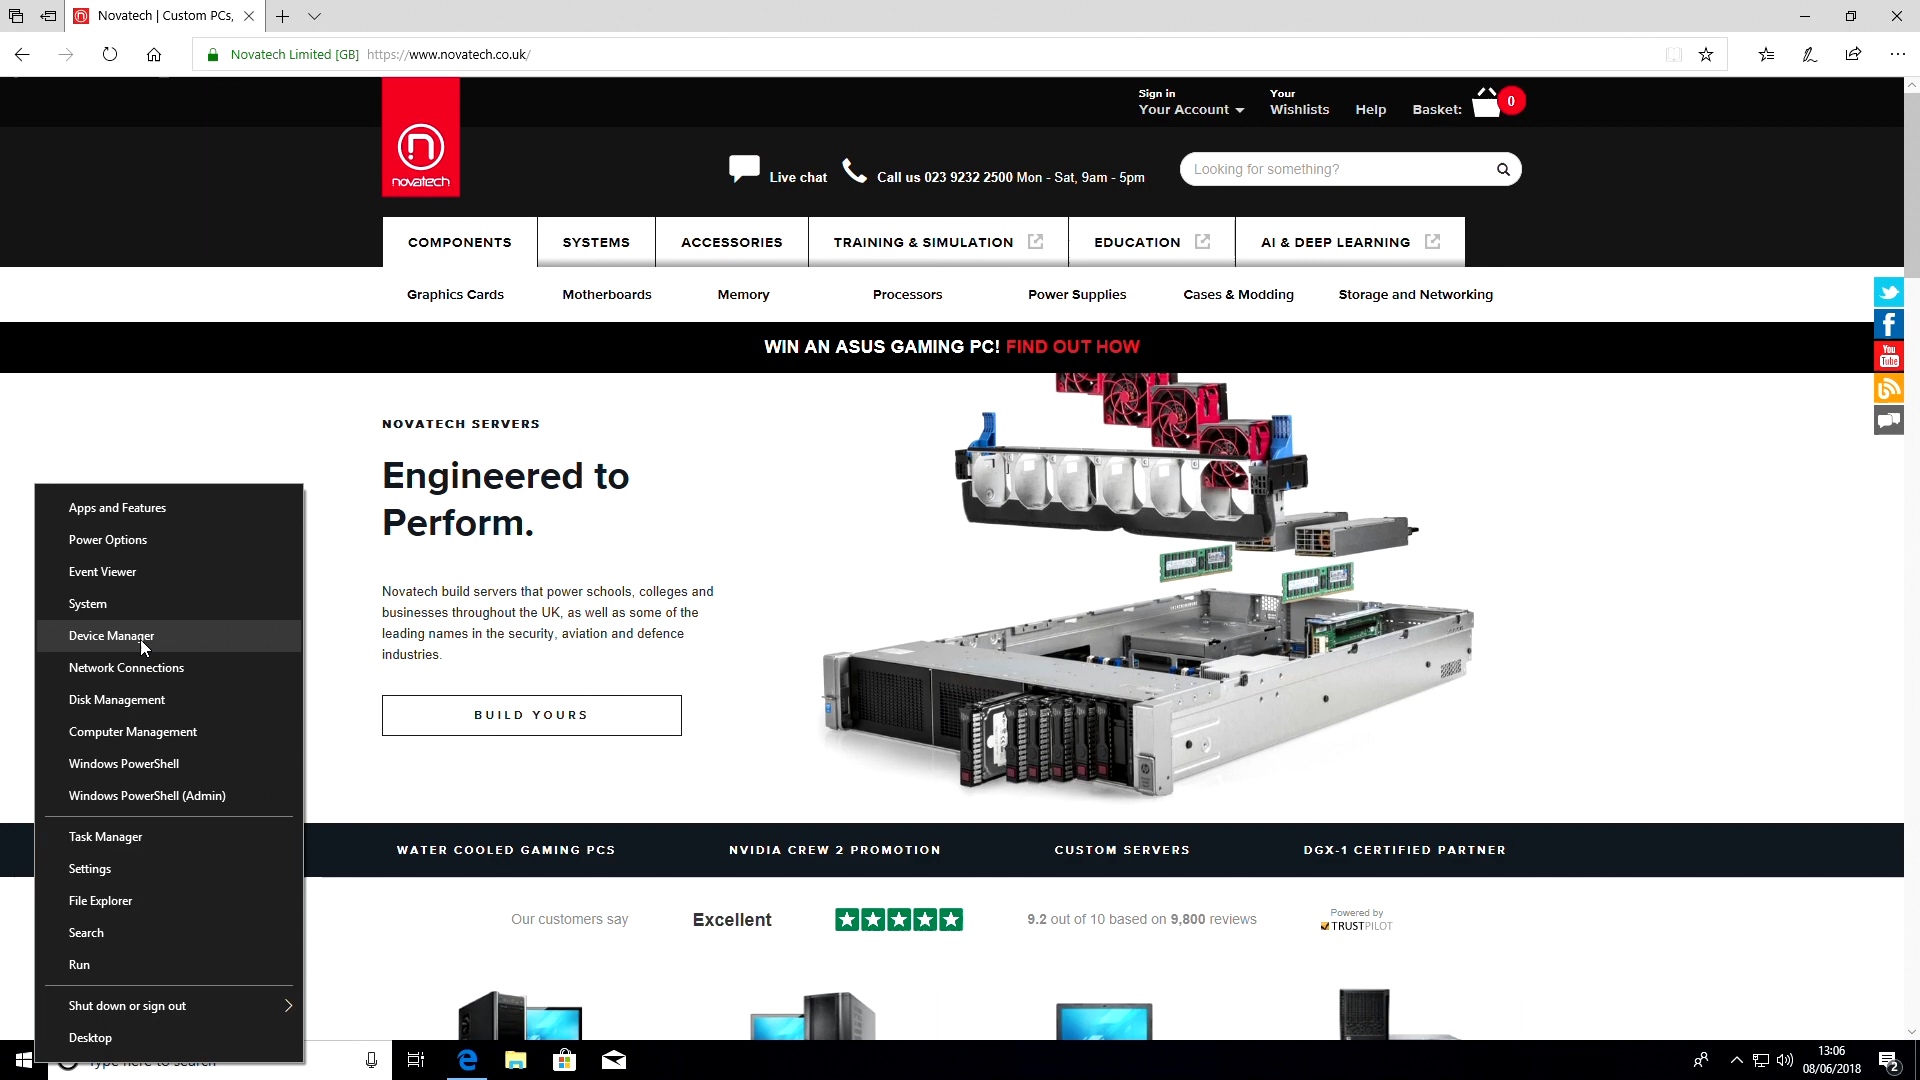 Novatech | Custom PCs,
Novatech Limited [GB] https://www.novatech.co.uk/
Sign in
Your Account
Your
Wishlists
Help
Basket:
0
novatech
Live chat
Call us 023 9232 2500 Mon - Sat, 9am - 5pm
Looking for something?
COMPONENTS
SYSTEMS
ACCESSORIES
TRAINING & SIMULATION
EDUCATION
AI & DEEP LEARNING
Graphics Cards
Motherboards
Memory
Processors
Power Supplies
Cases & Modding
Storage and Networking
You
Tube
WIN AN ASUS GAMING PC! FIND OUT HOW
NOVATECH SERVERS
Engineered to
Perform.
Novatech build servers that power schools, colleges and
businesses throughout the UK, as well as some of the
leading names in the security, aviation and defence
industries.
BUILD YOURS
Apps and Features
Power Options
Event Viewer
System
Device Manager
Network Connections
Disk Management
Computer Management
Windows PowerShell
Windows PowerShell (Admin)
Task Manager
Settings
File Explorer
Search
Run
Shut down or sign out
Desktop
WATER COOLED GAMING PCS
NVIDIA CREW 2 PROMOTION
CUSTOM SERVERS
DGX-1 CERTIFIED PARTNER
Our customers say
Excellent
9.2 out of 10 based on 9,800 reviews
Powered by
TRUSTPILOT
Type here to search
13:06
08/06/2018
2